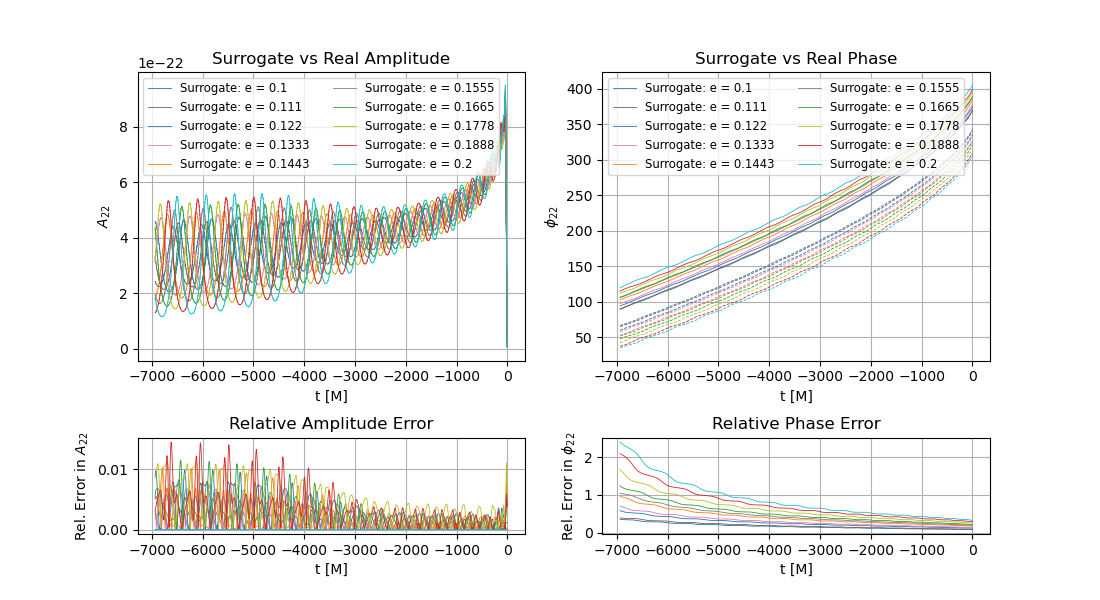 1e−22
Surrogate vs Real Amplitude
Surrogate: e = 0.1
Surrogate: e = 0.111
Surrogate: e = 0.122
Surrogate: e = 0.1333
Surrogate: e = 0.1443
Surrogate: e = 0.1555
Surrogate: e = 0.1665
Surrogate: e = 0.1778
Surrogate: e = 0.1888
Surrogate: e = 0.2
8
6
4
2
0
A22
−7000 −6000 −5000 −4000 −3000 −2000 −1000 0
t [M]
Surrogate vs Real Phase
Surrogate: e = 0.1
Surrogate: e = 0.111
Surrogate: e = 0.122
Surrogate: e = 0.1333
Surrogate: e = 0.1443
Surrogate: e = 0.1555
Surrogate: e = 0.1665
Surrogate: e = 0.1778
Surrogate: e = 0.1888
Surrogate: e = 0.2
400
350
300
250
200
150
100
50
ϕ22
−7000 −6000 −5000 −4000 −3000 −2000 −1000 0
t [M]
Relative Amplitude Error
Rel. Error in A22
0.01
0.00
−7000 −6000 −5000 −4000 −3000 −2000 −1000 0
t [M]
Relative Phase Error
Rel. Error in ϕ22
2
1
0
−7000 −6000 −5000 −4000 −3000 −2000 −1000 0
t [M]